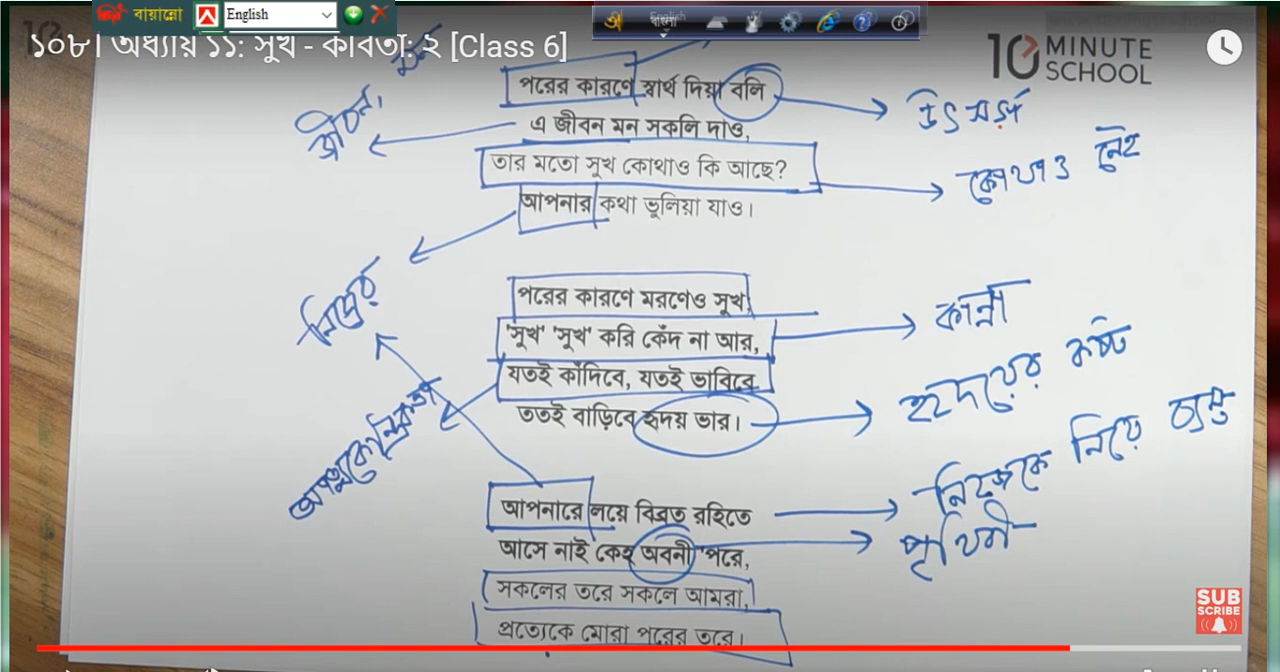 বায়ান্নো English বাংলা
১০৮। অধ্যায় ১১: সুখ - কবিতা: ২ [Class 6]
10 MINUTE SCHOOL
পরের কারণে স্বার্থ দিয়া বলি
উৎসর্গ
এ জীবন মন সকলি দাও,
জীবন,
তার মতো সুখ কোথাও কি আছে?
কোথাও নেই
আপনার কথা ভুলিয়া যাও।
নিজের
পরের কারণে মরণেও সুখ,
'সুখ' 'সুখ' করি কেঁদ না আর,
কান্না
যতই কাঁদিবে, যতই ভাবিবে
ততই বাড়িবে হৃদয় ভার।
হৃদয়ের কষ্ট
আত্মকেন্দ্রিকতা
আপনারে লয়ে বিব্রত রহিতে
নিজেকে নিয়ে ব্যস্ত
আসে নাই কেহ অবনী 'পরে,
পৃথিবী
সকলের তরে সকলে আমরা,
প্রত্যেকে মোরা পরের তরে।
SUB
SCRIBE